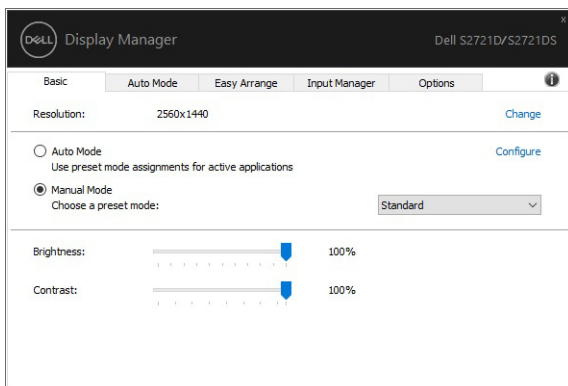 x
DELL Display Manager Dell S2721D/S2721DS
Basic Auto Mode Easy Arrange Input Manager Options
Resolution: 2560x1440 Change
Auto Mode Configure
Use preset mode assignments for active applications
Manual Mode
Choose a preset mode: Standard
Brightness: 100%
Contrast: 100%